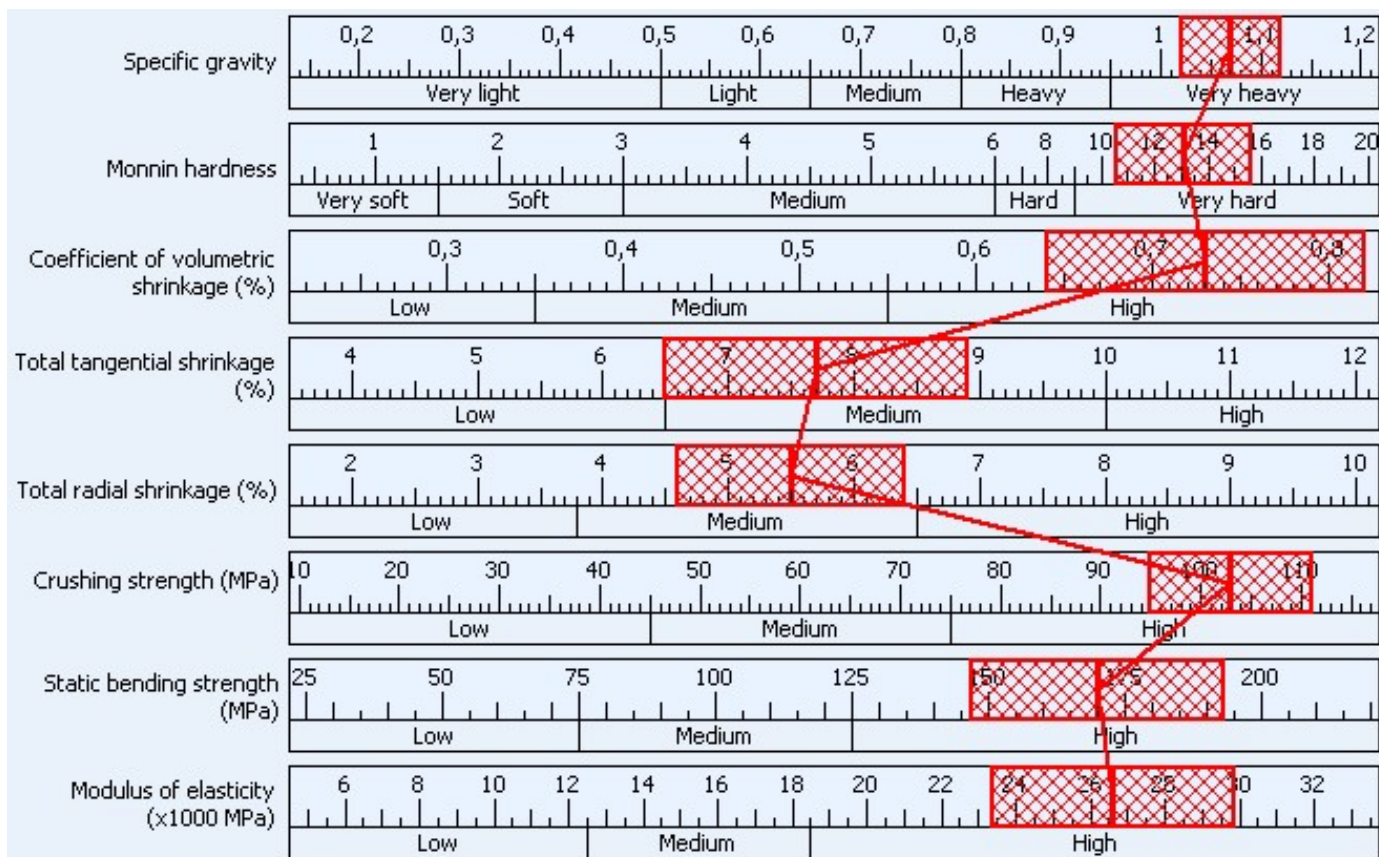 0,2 0,3 0,4 0,5 0,6 0,7 0,8 0,9 1 1,1 1,2
Specific gravity
Very light Light Medium Heavy Very heavy
1 2 3 4 5 6 8 10 12 14 16 18 20
Monnin hardness
Very soft Soft Medium Hard Very hard
0,3 0,4 0,5 0,6 0,7 0,8
Coefficient of volumetric
shrinkage (%)
Low Medium High
4 5 6 7 8 9 10 11 12
Total tangential shrinkage
(%)
Low Medium High
2 3 4 5 6 7 8 9 10
Total radial shrinkage (%)
Low Medium High
10 20 30 40 50 60 70 80 90 100 110
Crushing strength (MPa)
Low Medium High
25 50 75 100 125 150 175 200
Static bending strength
(MPa)
Low Medium High
6 8 10 12 14 16 18 20 22 24 26 28 30 32
Modulus of elasticity
(x1000 MPa)
Low Medium High